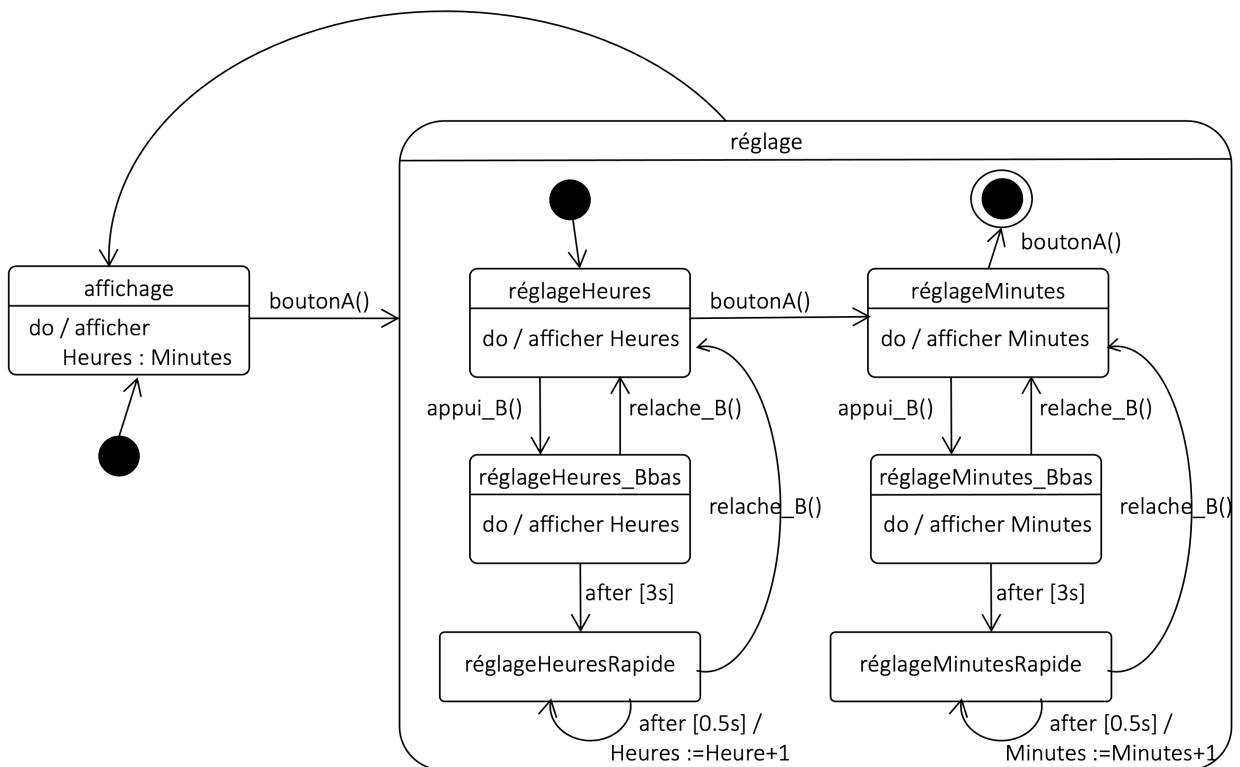 réglage
boutonA()
affichage
do / afficher
Heures : Minutes
boutonA()
réglageHeures
do / afficher Heures
boutonA()
réglageMinutes
do / afficher Minutes
appui_B()
relache_B()
appui_B()
relache_B()
réglageHeures_Bbas
do / afficher Heures
relache_B()
réglageMinutes_Bbas
do / afficher Minutes
relache_B()
after [3s]
after [3s]
réglageHeuresRapide
réglageMinutesRapide
after [0.5s] /
Heures :=Heure+1
after [0.5s] /
Minutes :=Minutes+1